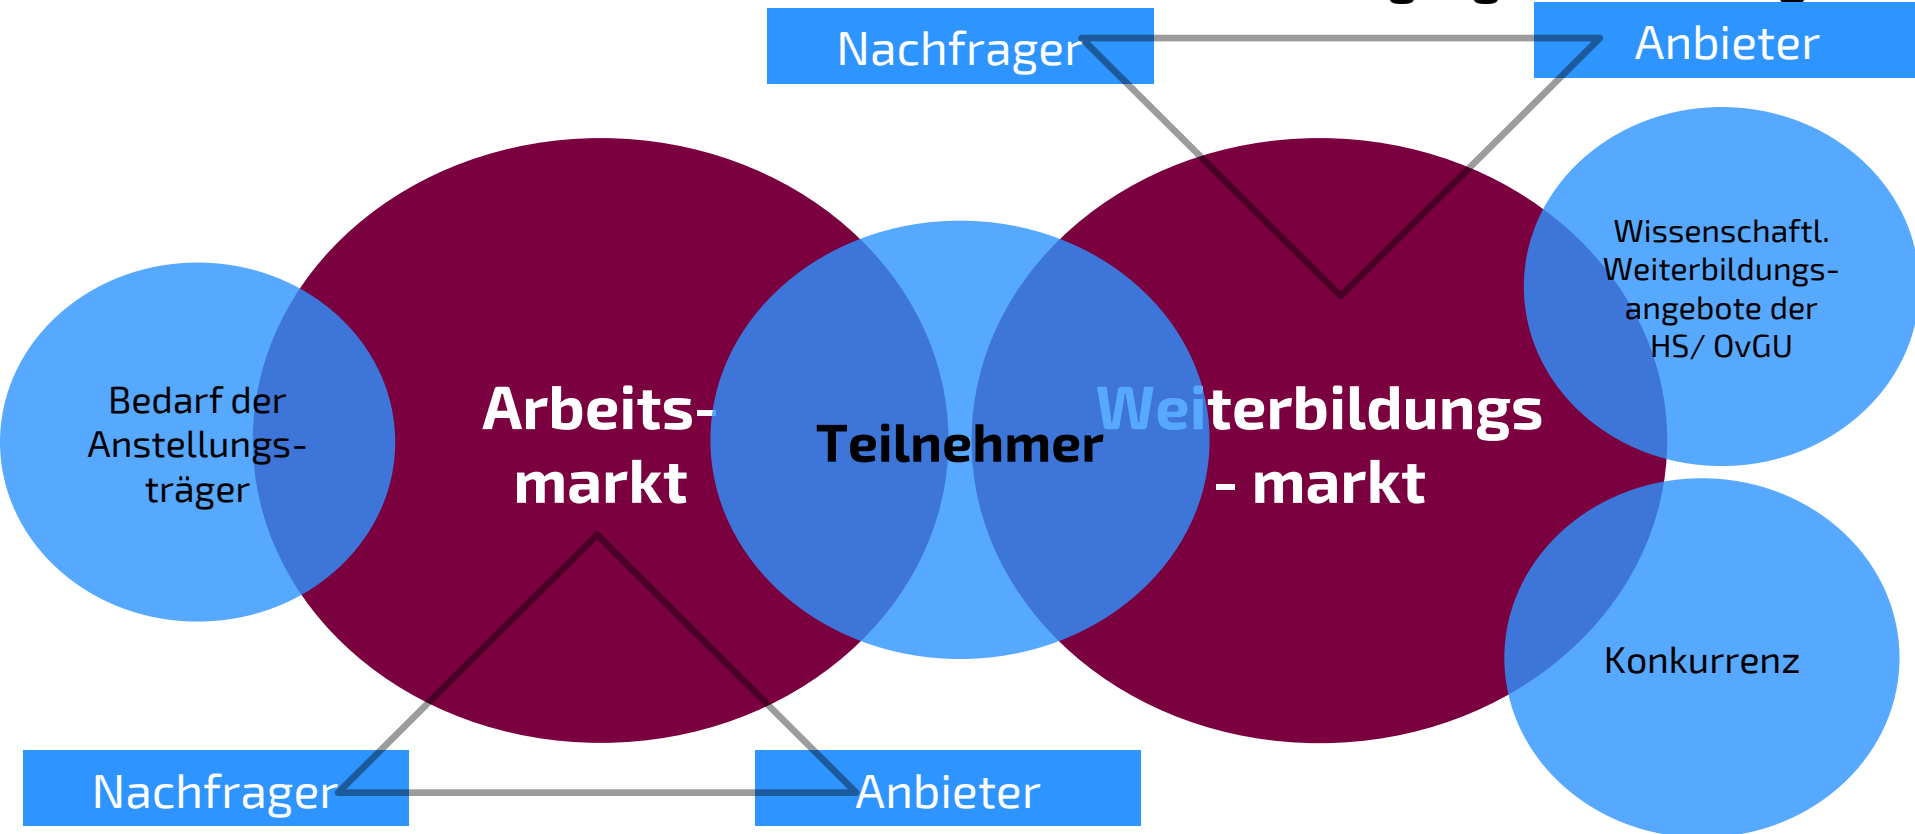 Nachfrager
Anbieter
Wissenschaftl.
Weiterbildungs-
angebote der
HS/ OvGU
Bedarf der
Anstellungs-
träger
Arbeits-
markt
Teilnehmer
Weiterbildungs
- markt
Konkurrenz
Nachfrager
Anbieter